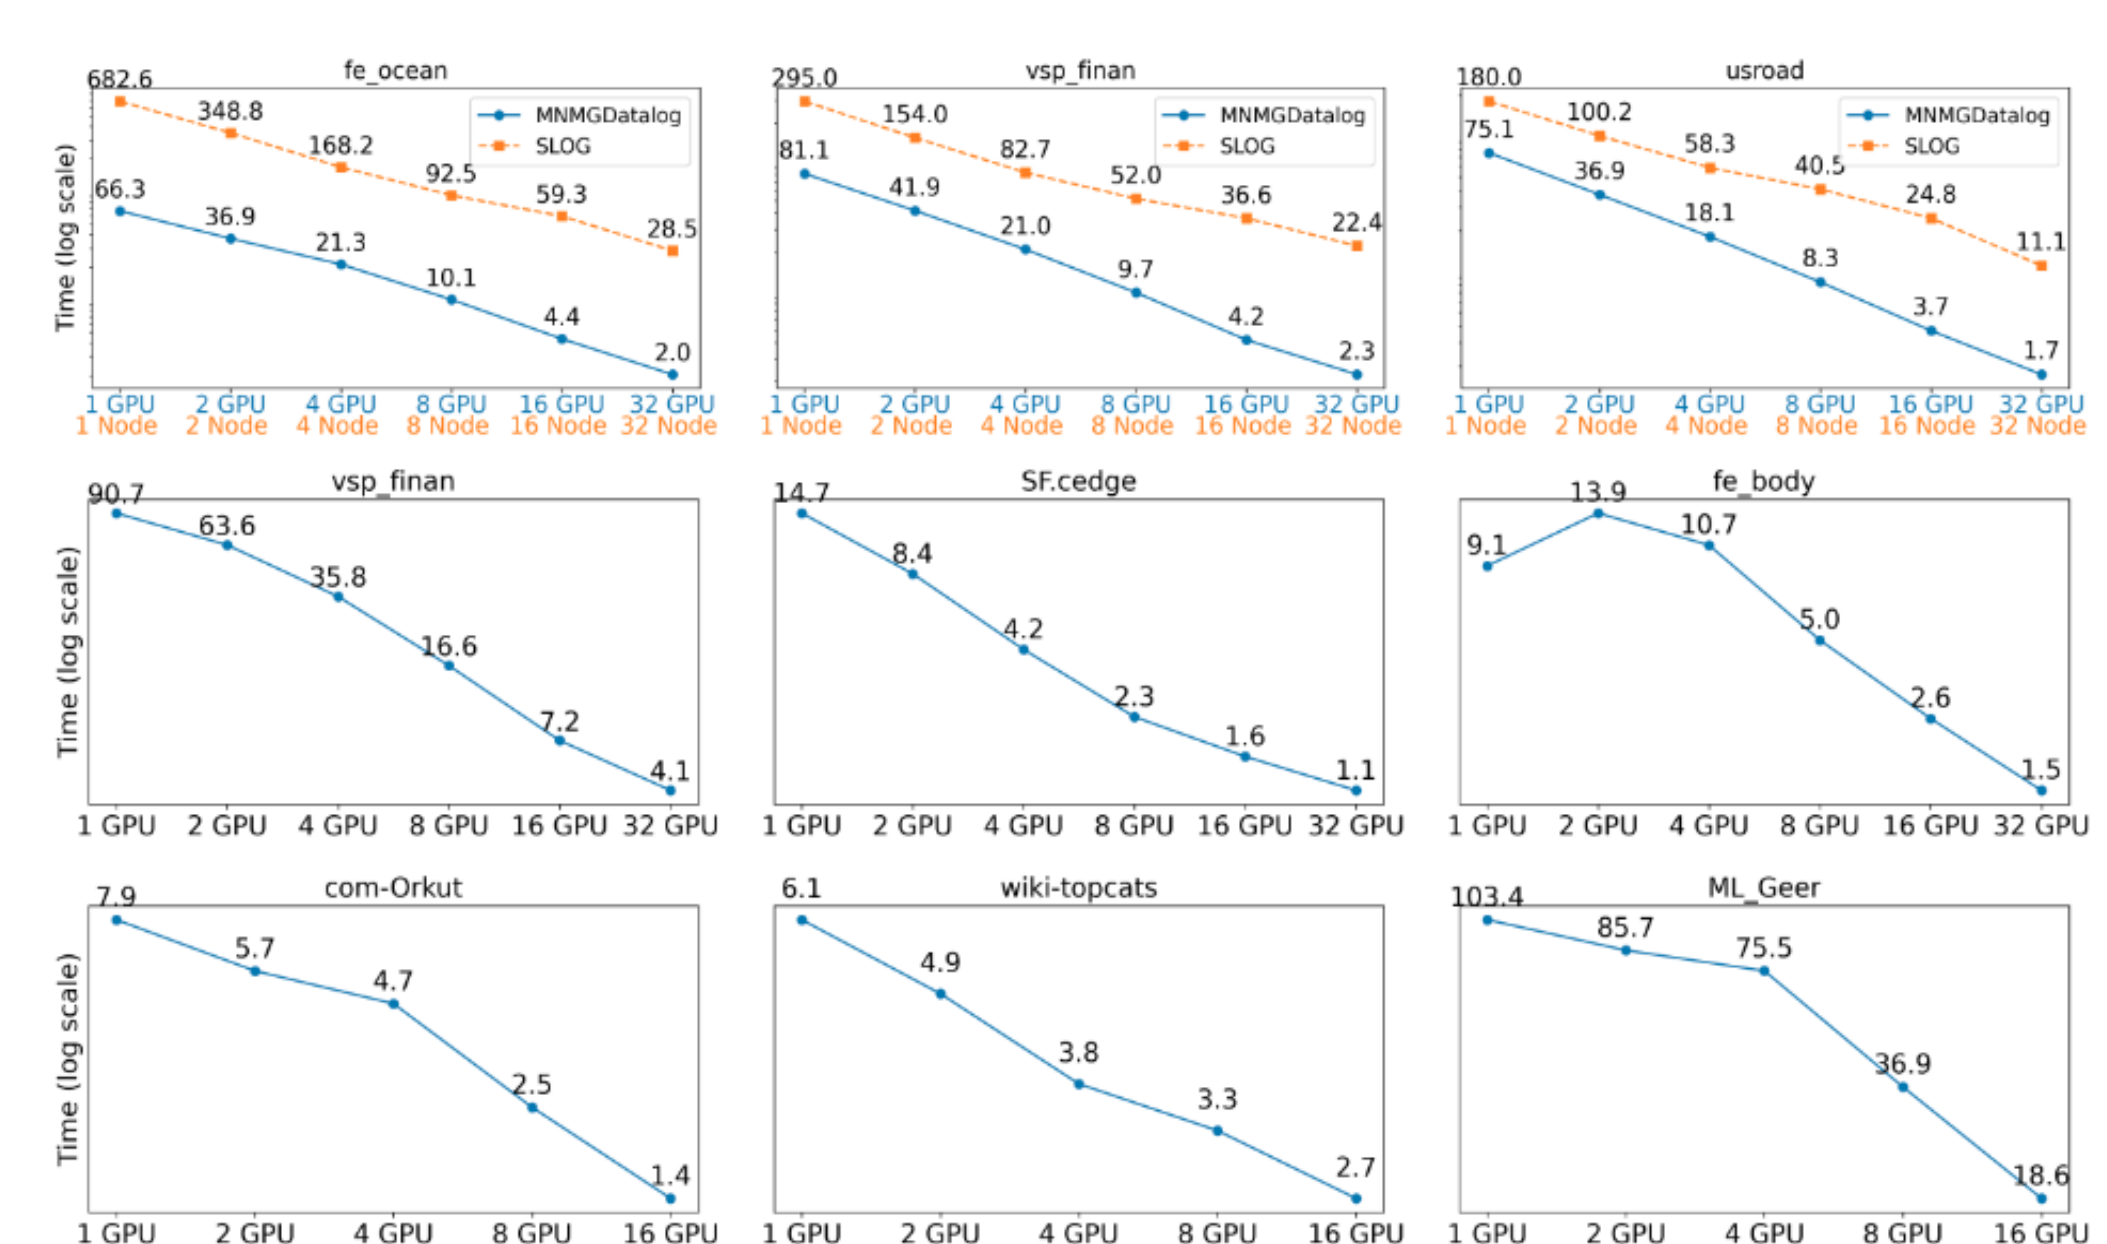 fe_ocean
682.6
348.8
168.2
92.5
59.3
28.5
66.3
36.9
21.3
10.1
4.4
2.0
MNMGDatalog
SLOG
Time (log scale)
1 GPU 2 GPU 4 GPU 8 GPU 16 GPU 32 GPU
1 Node 2 Node 4 Node 8 Node 16 Node 32 Node
vsp_finan
295.0
154.0
82.7
52.0
36.6
22.4
81.1
41.9
21.0
9.7
4.2
2.3
MNMGDatalog
SLOG
1 GPU 2 GPU 4 GPU 8 GPU 16 GPU 32 GPU
1 Node 2 Node 4 Node 8 Node 16 Node 32 Node
usroad
180.0
100.2
58.3
40.5
24.8
11.1
75.1
36.9
18.1
8.3
3.7
1.7
MNMGDatalog
SLOG
1 GPU 2 GPU 4 GPU 8 GPU 16 GPU 32 GPU
1 Node 2 Node 4 Node 8 Node 16 Node 32 Node
vsp_finan
90.7
63.6
35.8
16.6
7.2
4.1
Time (log scale)
1 GPU 2 GPU 4 GPU 8 GPU 16 GPU 32 GPU
SF.cedge
14.7
8.4
4.2
2.3
1.6
1.1
1 GPU 2 GPU 4 GPU 8 GPU 16 GPU 32 GPU
fe_body
9.1
13.9
10.7
5.0
2.6
1.5
1 GPU 2 GPU 4 GPU 8 GPU 16 GPU 32 GPU
com-Orkut
7.9
5.7
4.7
2.5
1.4
Time (log scale)
1 GPU 2 GPU 4 GPU 8 GPU 16 GPU
wiki-topcats
6.1
4.9
3.8
3.3
2.7
1 GPU 2 GPU 4 GPU 8 GPU 16 GPU
ML_Geer
103.4
85.7
75.5
36.9
18.6
1 GPU 2 GPU 4 GPU 8 GPU 16 GPU